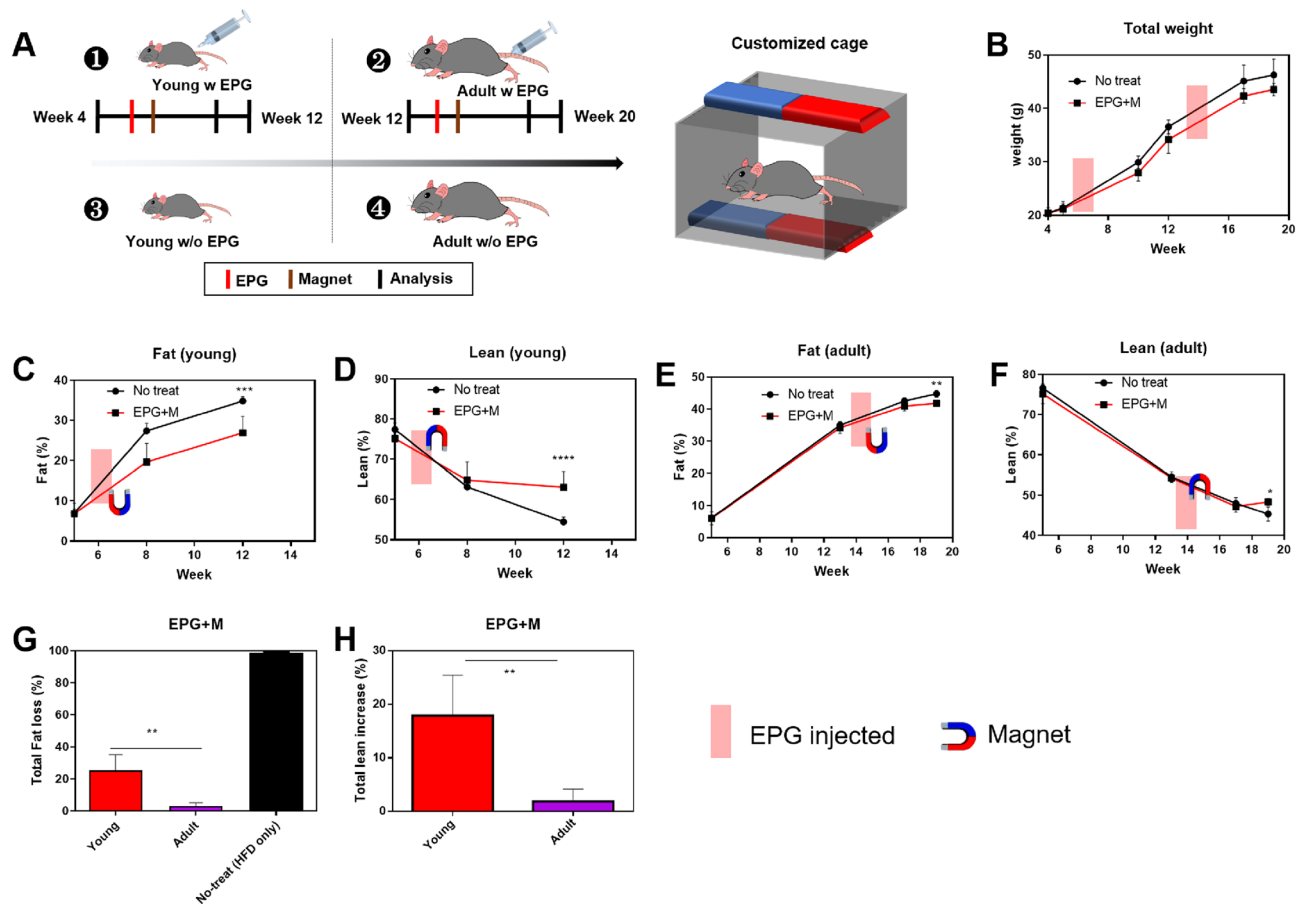 A
❶
Young w EPG
Week 4
Week 12
❷
Adult w EPG
Week 12
Week 20
❸
Young w/o EPG
❹
Adult w/o EPG
EPG
Magnet
Analysis
Customized cage
B
Total weight
No treat
EPG+M
weight (g)
50
40
30
20
4
8
12
16
20
Week
C
Fat (young)
No treat
EPG+M
***
Fat (%)
40
30
20
10
0
6
8
10
12
14
Week
D
Lean (young)
No treat
EPG+M
****
Lean (%)
90
80
70
60
50
6
8
10
12
14
Week
E
Fat (adult)
No treat
EPG+M
**
Fat (%)
50
40
30
20
10
0
6
8
10
12
14
16
18
20
Week
F
Lean (adult)
No treat
EPG+M
*
Lean (%)
80
70
60
50
40
6
8
10
12
14
16
18
20
Week
G
EPG+M
Total Fat loss (%)
100
80
60
40
20
0
**
Young
Adult
No-treat (HFD only)
H
EPG+M
Total lean increase (%)
30
20
10
0
**
Young
Adult
EPG injected
Magnet